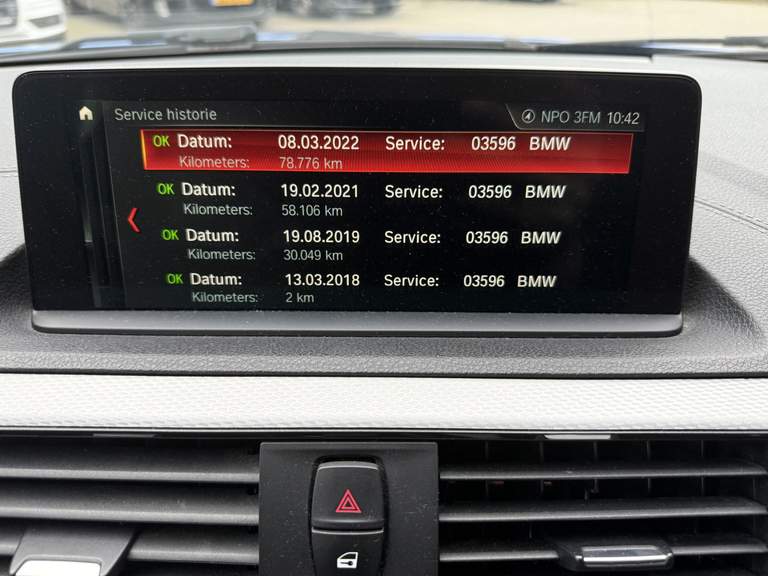 Service historie NPO 3FM 10:42
OK Datum: 08.03.2022 Service: 03596 BMW
Kilometers: 78.776 km
OK Datum: 19.02.2021 Service: 03596 BMW
Kilometers: 58.106 km
OK Datum: 19.08.2019 Service: 03596 BMW
Kilometers: 30.049 km
OK Datum: 13.03.2018 Service: 03596 BMW
Kilometers: 2 km